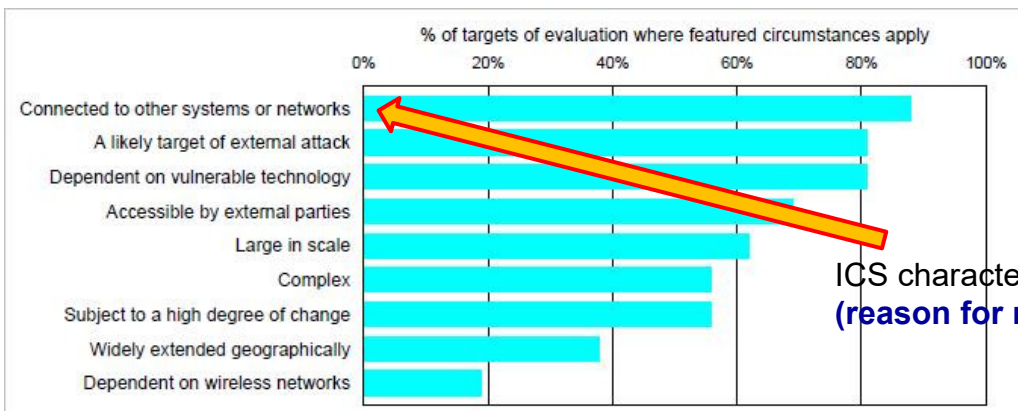 % of targets of evaluation where featured circumstances apply
0% 20% 40% 60% 80% 100%
Connected to other systems or networks
A likely target of external attack
Dependent on vulnerable technology
Accessible by external parties
Large in scale
ICS
Complex
(reason for
Subject to a high degree of change
Widely extended geographically
Dependent on wireless networks